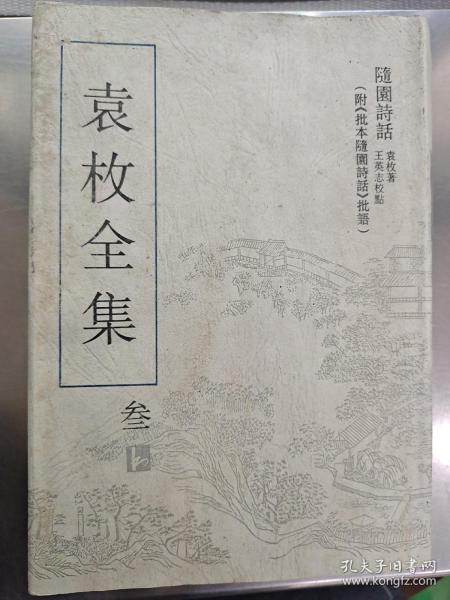 隨園詩話 袁枚著
王英志校點
(附《批本隨園詩話》批語)
袁枚全集
叁
孔夫子旧书网
www.kongfz.com